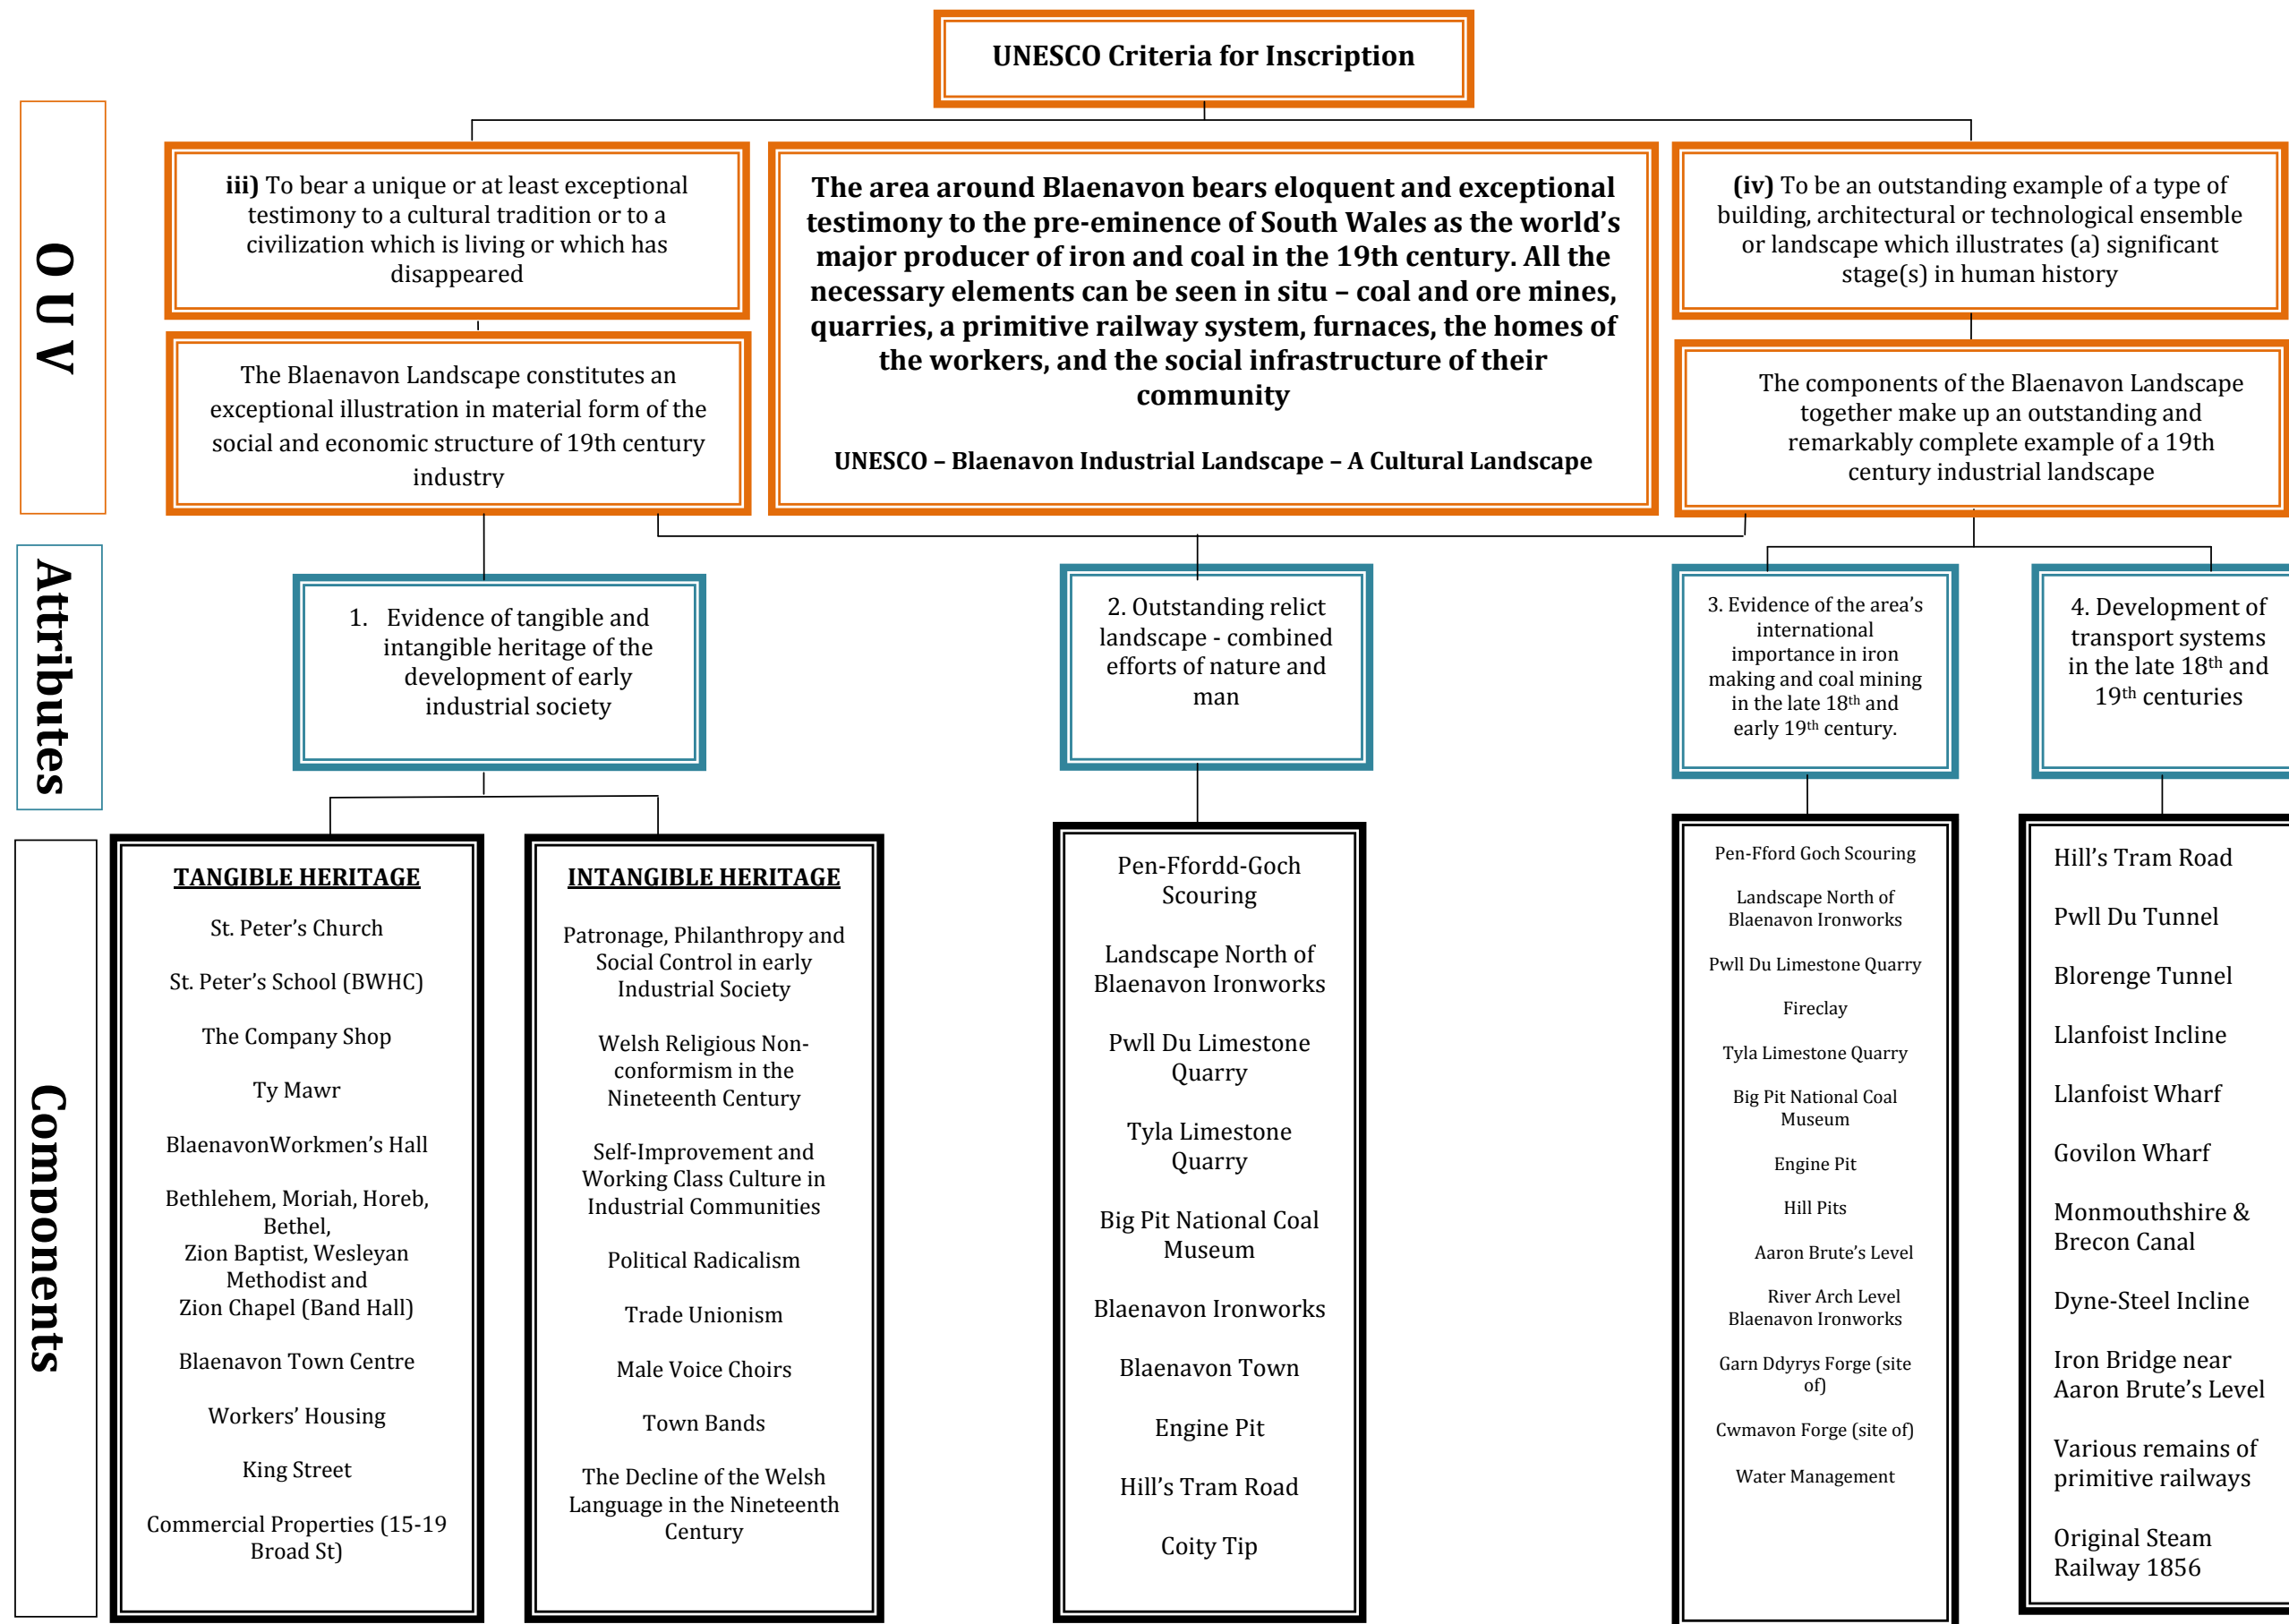 UNESCO Criteria for Inscription
O U V
iii) To bear a unique or at least exceptional
testimony to a cultural tradition or to a
civilization which is living or which has
disappeared
The area around Blaenavon bears eloquent and exceptional
testimony to the pre-eminence of South Wales as the world’s
major producer of iron and coal in the 19th century. All the
necessary elements can be seen in situ – coal and ore mines,
quarries, a primitive railway system, furnaces, the homes of
the workers, and the social infrastructure of their
community
UNESCO – Blaenavon Industrial Landscape – A Cultural Landscape
(iv) To be an outstanding example of a type of
building, architectural or technological ensemble
or landscape which illustrates (a) significant
stage(s) in human history
The Blaenavon Landscape constitutes an
exceptional illustration in material form of the
social and economic structure of 19th century
industry
The components of the Blaenavon Landscape
together make up an outstanding and
remarkably complete example of a 19th
century industrial landscape
Attributes
1. Evidence of tangible and
intangible heritage of the
development of early
industrial society
2. Outstanding relict
landscape - combined
efforts of nature and
man
3. Evidence of the area’s
international
importance in iron
making and coal mining
in the late 18th and
early 19th century.
4. Development of
transport systems
in the late 18th and
19th centuries
Components
TANGIBLE HERITAGE
St. Peter’s Church
St. Peter’s School (BWHC)
The Company Shop
Ty Mawr
BlaenavonWorkmen’s Hall
Bethlehem, Moriah, Horeb,
Bethel,
Zion Baptist, Wesleyan
Methodist and
Zion Chapel (Band Hall)
Blaenavon Town Centre
Workers’ Housing
King Street
Commercial Properties (15-19
Broad St)
INTANGIBLE HERITAGE
Patronage, Philanthropy and
Social Control in early
Industrial Society
Welsh Religious Non-
conformism in the
Nineteenth Century
Self-Improvement and
Working Class Culture in
Industrial Communities
Political Radicalism
Trade Unionism
Male Voice Choirs
Town Bands
The Decline of the Welsh
Language in the Nineteenth
Century
Pen-Ffordd-Goch
Scouring
Landscape North of
Blaenavon Ironworks
Pwll Du Limestone
Quarry
Tyla Limestone
Quarry
Big Pit National Coal
Museum
Blaenavon Ironworks
Blaenavon Town
Engine Pit
Hill’s Tram Road
Coity Tip
Pen-Fford Goch Scouring
Landscape North of
Blaenavon Ironworks
Pwll Du Limestone Quarry
Fireclay
Tyla Limestone Quarry
Big Pit National Coal
Museum
Engine Pit
Hill Pits
Aaron Brute’s Level
River Arch Level
Blaenavon Ironworks
Garn Ddyrys Forge (site
of)
Cwmavon Forge (site of)
Water Management
Hill’s Tram Road
Pwll Du Tunnel
Blorenge Tunnel
Llanfoist Incline
Llanfoist Wharf
Govilon Wharf
Monmouthshire &
Brecon Canal
Dyne-Steel Incline
Iron Bridge near
Aaron Brute’s Level
Various remains of
primitive railways
Original Steam
Railway 1856